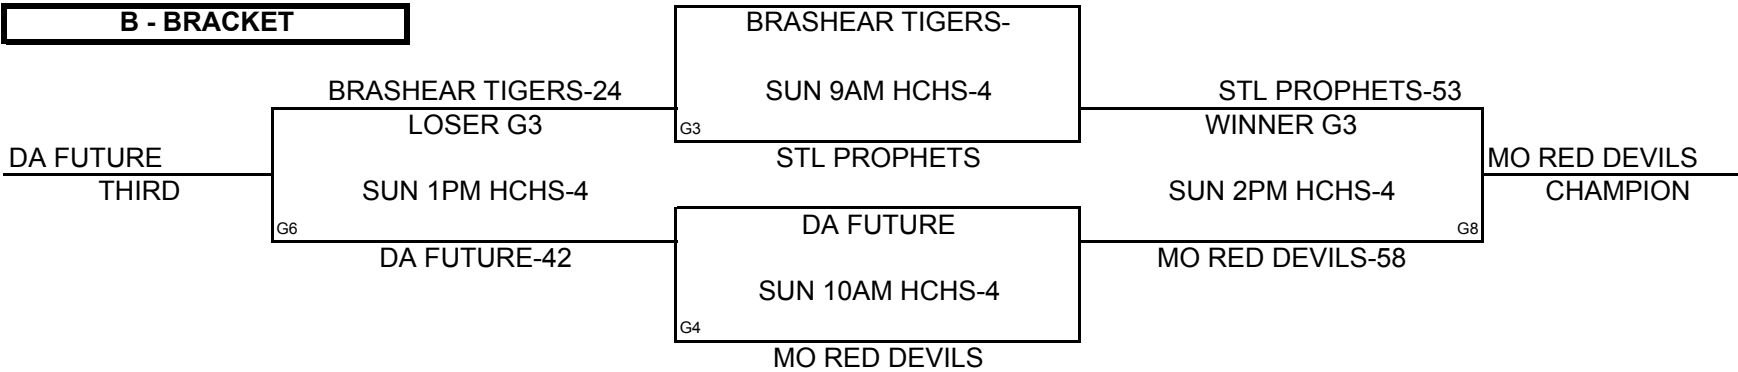 B - BRACKET
BRASHEAR TIGERS-
BRASHEAR TIGERS-24
SUN 9AM HCHS-4
STL PROPHETS-53
LOSER G3
G3
WINNER G3
DA FUTURE
STL PROPHETS
MO RED DEVILS
THIRD
SUN 1PM HCHS-4
SUN 2PM HCHS-4
CHAMPION
G6
DA FUTURE
G8
DA FUTURE-42
MO RED DEVILS-58
SUN 10AM HCHS-4
G4
MO RED DEVILS